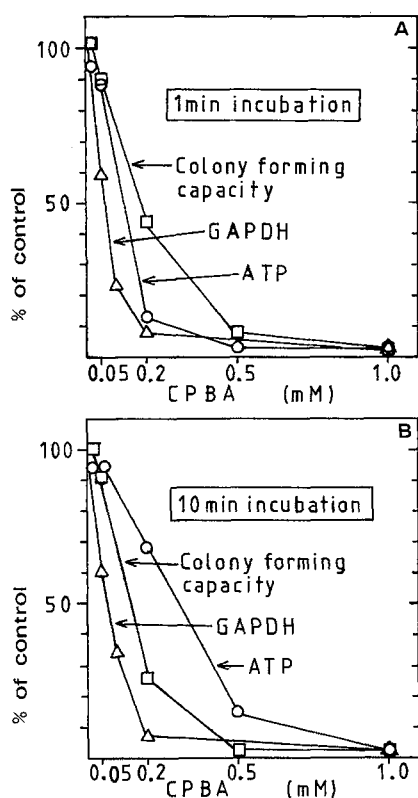 A
100
50
% of control
1min incubation
Colony forming
capacity
GAPDH
ATP
0.05 0.2 0.5 1.0
CPBA (mM)
B
100
50
% of control
10 min incubation
Colony forming
capacity
GAPDH
ATP
0.05 0.2 0.5 1.0
CPBA (mM)